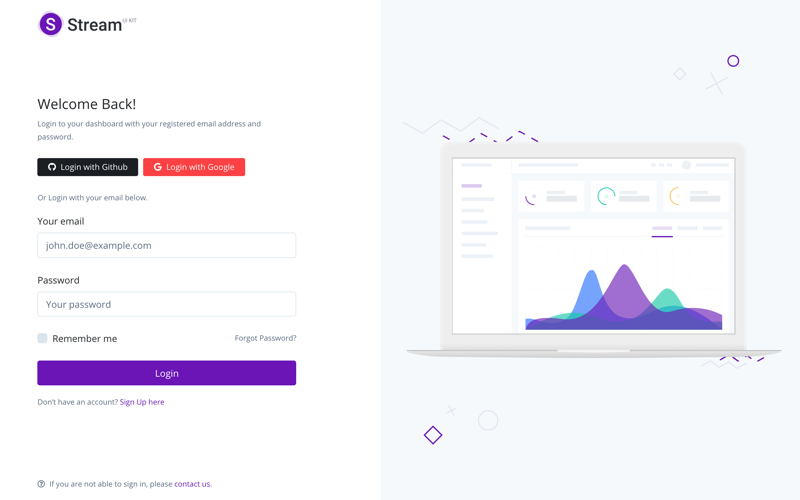 S Stream UI KIT
Welcome Back!
Login to your dashboard with your registered email address and
password.
Login with Github
Login with Google
Or Login with your email below.
Your email
john.doe@example.com
Password
Your password
Remember me
Forgot Password?
Login
Don't have an account? Sign Up here
If you are not able to sign in, please contact us.